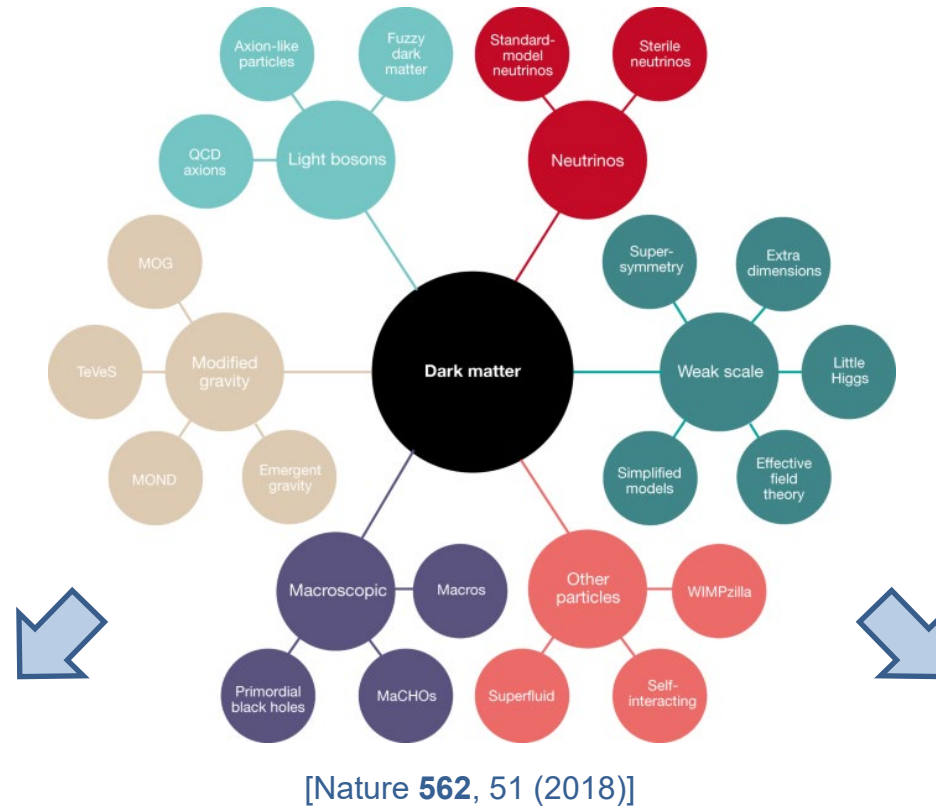 Axion-like
particles
Fuzzy
dark
matter
Standard-
model
neutrinos
Sterile
neutrinos
QCD
axions
Light bosons
Neutrinos
MOG
Super-
symmetry
Extra
dimensions
TeVeS
Modified
gravity
Dark matter
Weak scale
Little
Higgs
MOND
Emergent
gravity
Simplified
models
Effective
field
theory
Macroscopic
Macros
Other
particles
WIMPzilla
Primordial
black holes
MaCHOs
Superfluid
Self-
interacting
[Nature 562, 51 (2018)]